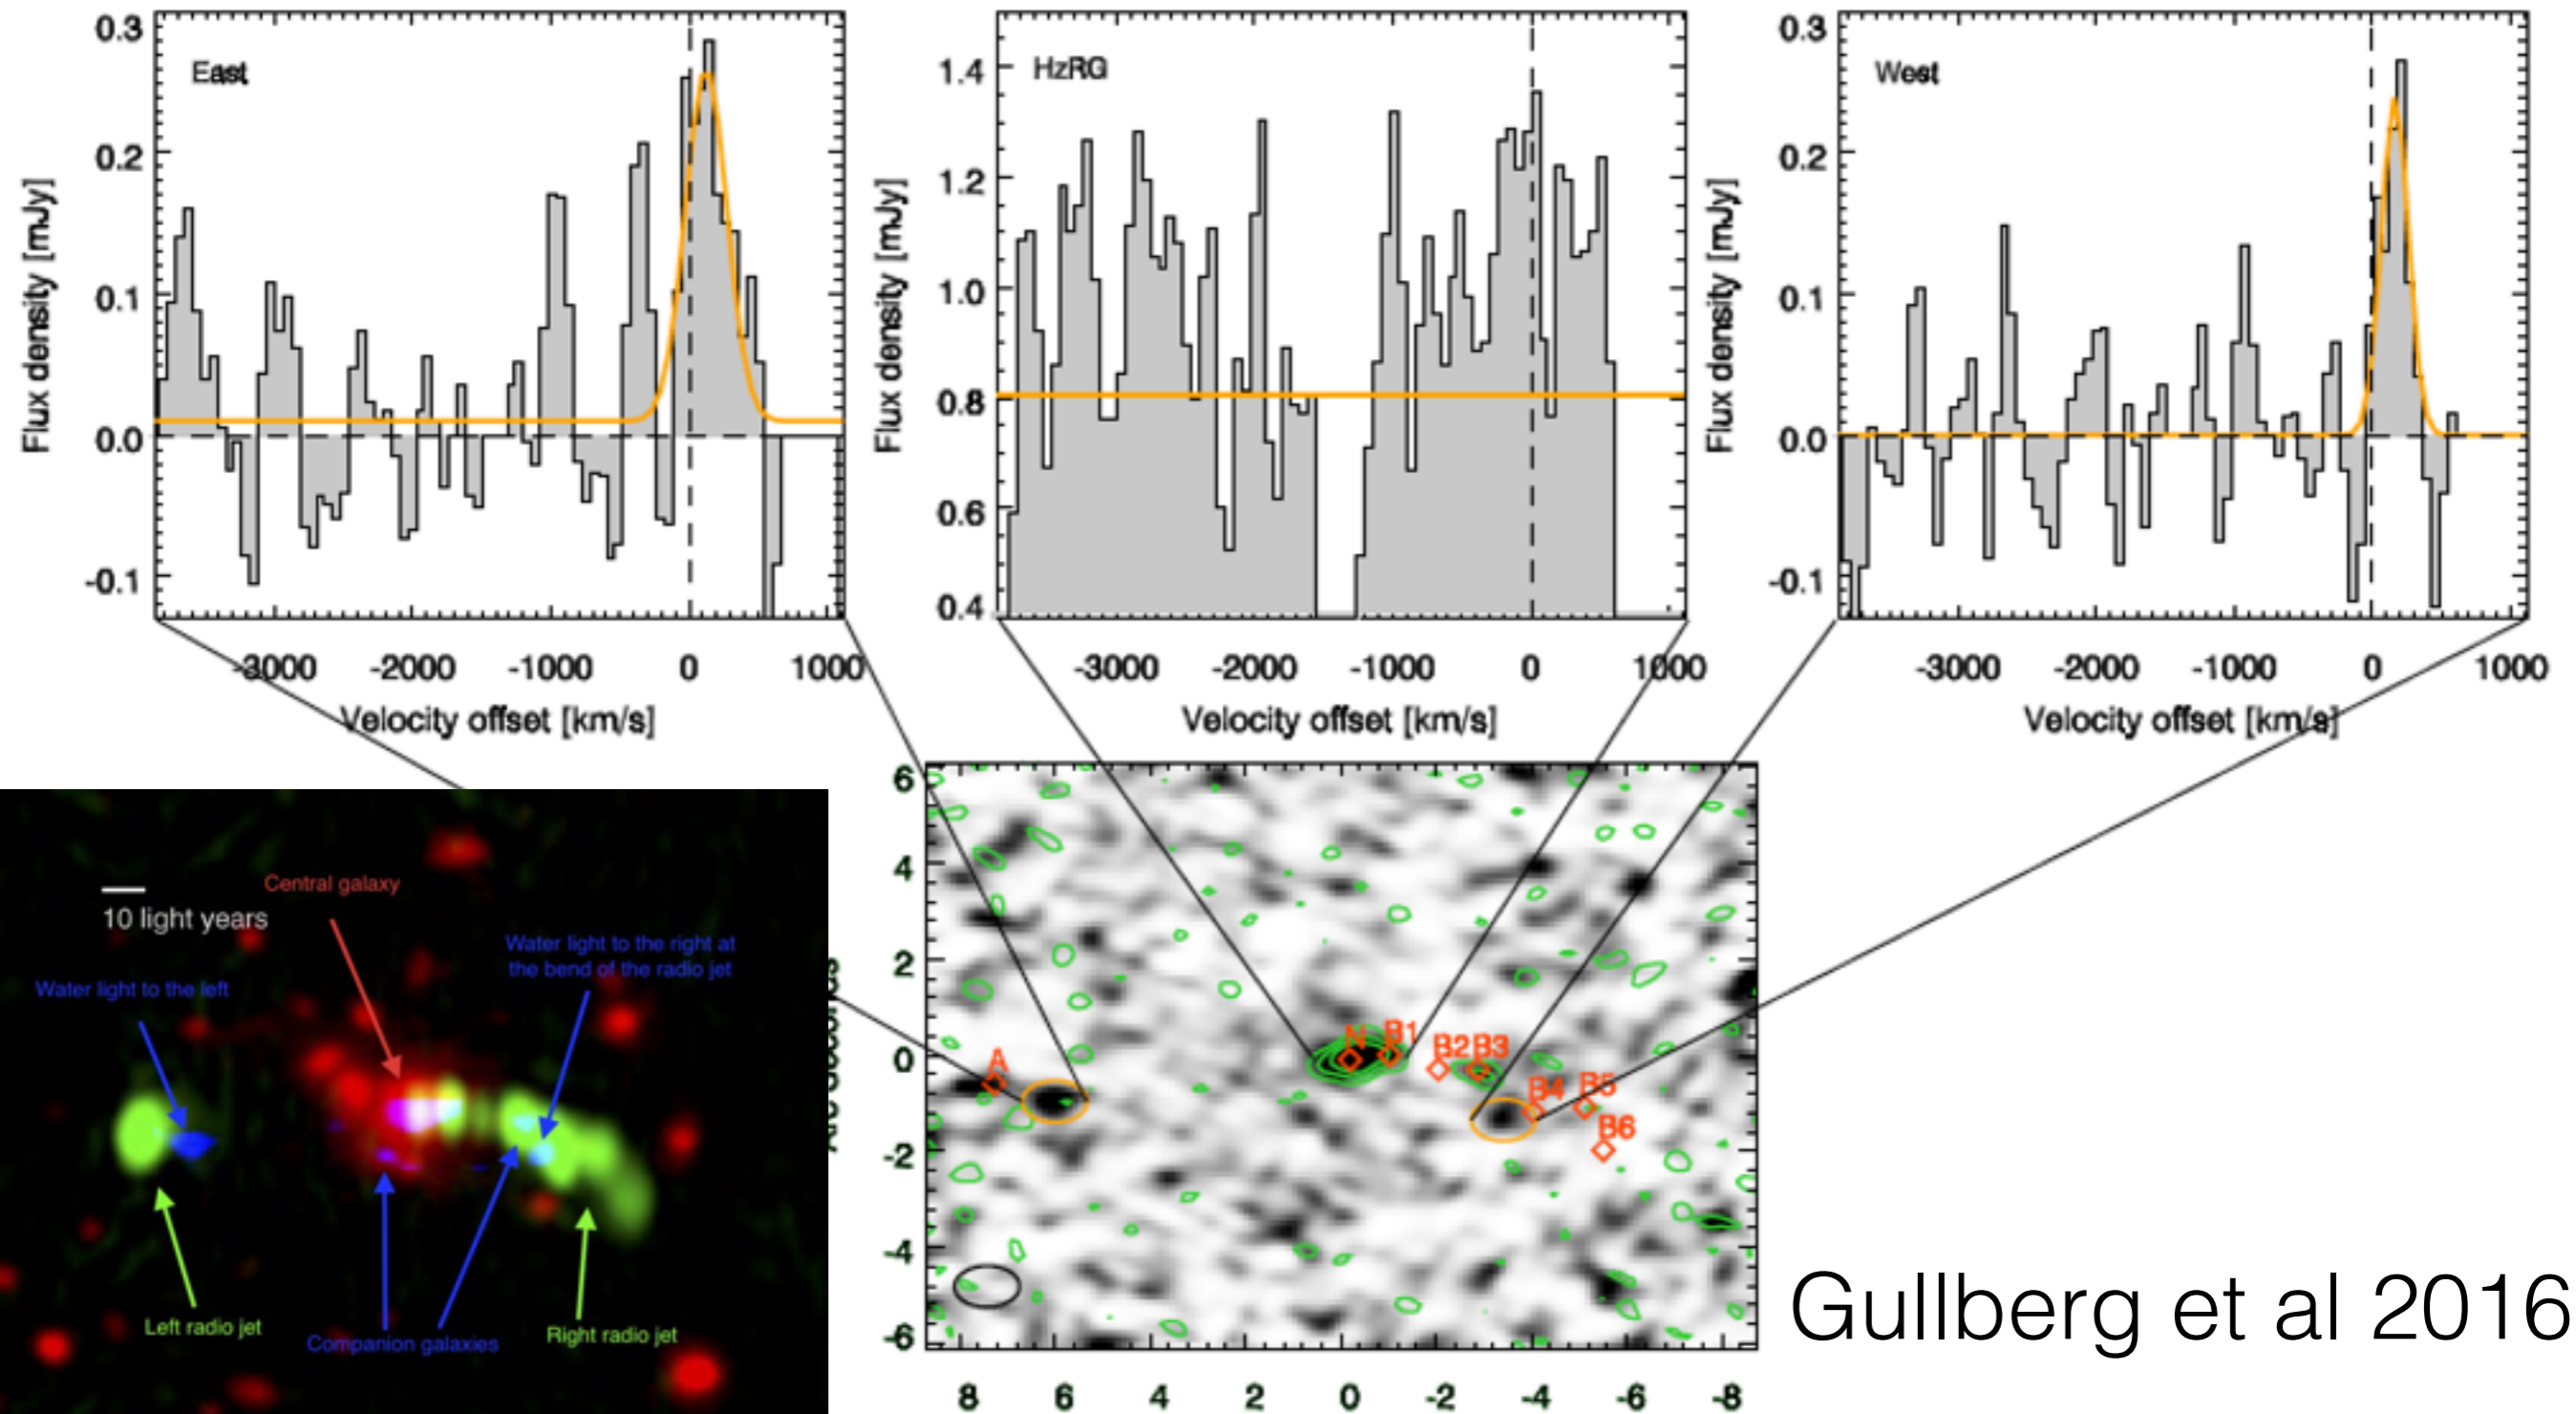 East
0.3
0.2
0.1
0.0
-0.1
Flux density [mJy]
-3000 -2000 -1000 0 1000
Velocity offset [km/s]
HzRG
1.4
1.2
1.0
0.8
0.6
0.4
Flux density [mJy]
-3000 -2000 -1000 0 1000
Velocity offset [km/s]
West
0.3
0.2
0.1
0.0
-0.1
Flux density [mJy]
-3000 -2000 -1000 0 1000
Velocity offset [km/s]
Central galaxy
10 light years
Water light to the right at
the bend of the radio jet
Water light to the left
Left radio jet
Companion galaxies
Right radio jet
6
4
2
0
-2
-4
-6
A
N B1
B2 B3
B4 B5
B6
8 6 4 2 0 -2 -4 -6 -8
Gullberg et al 2016